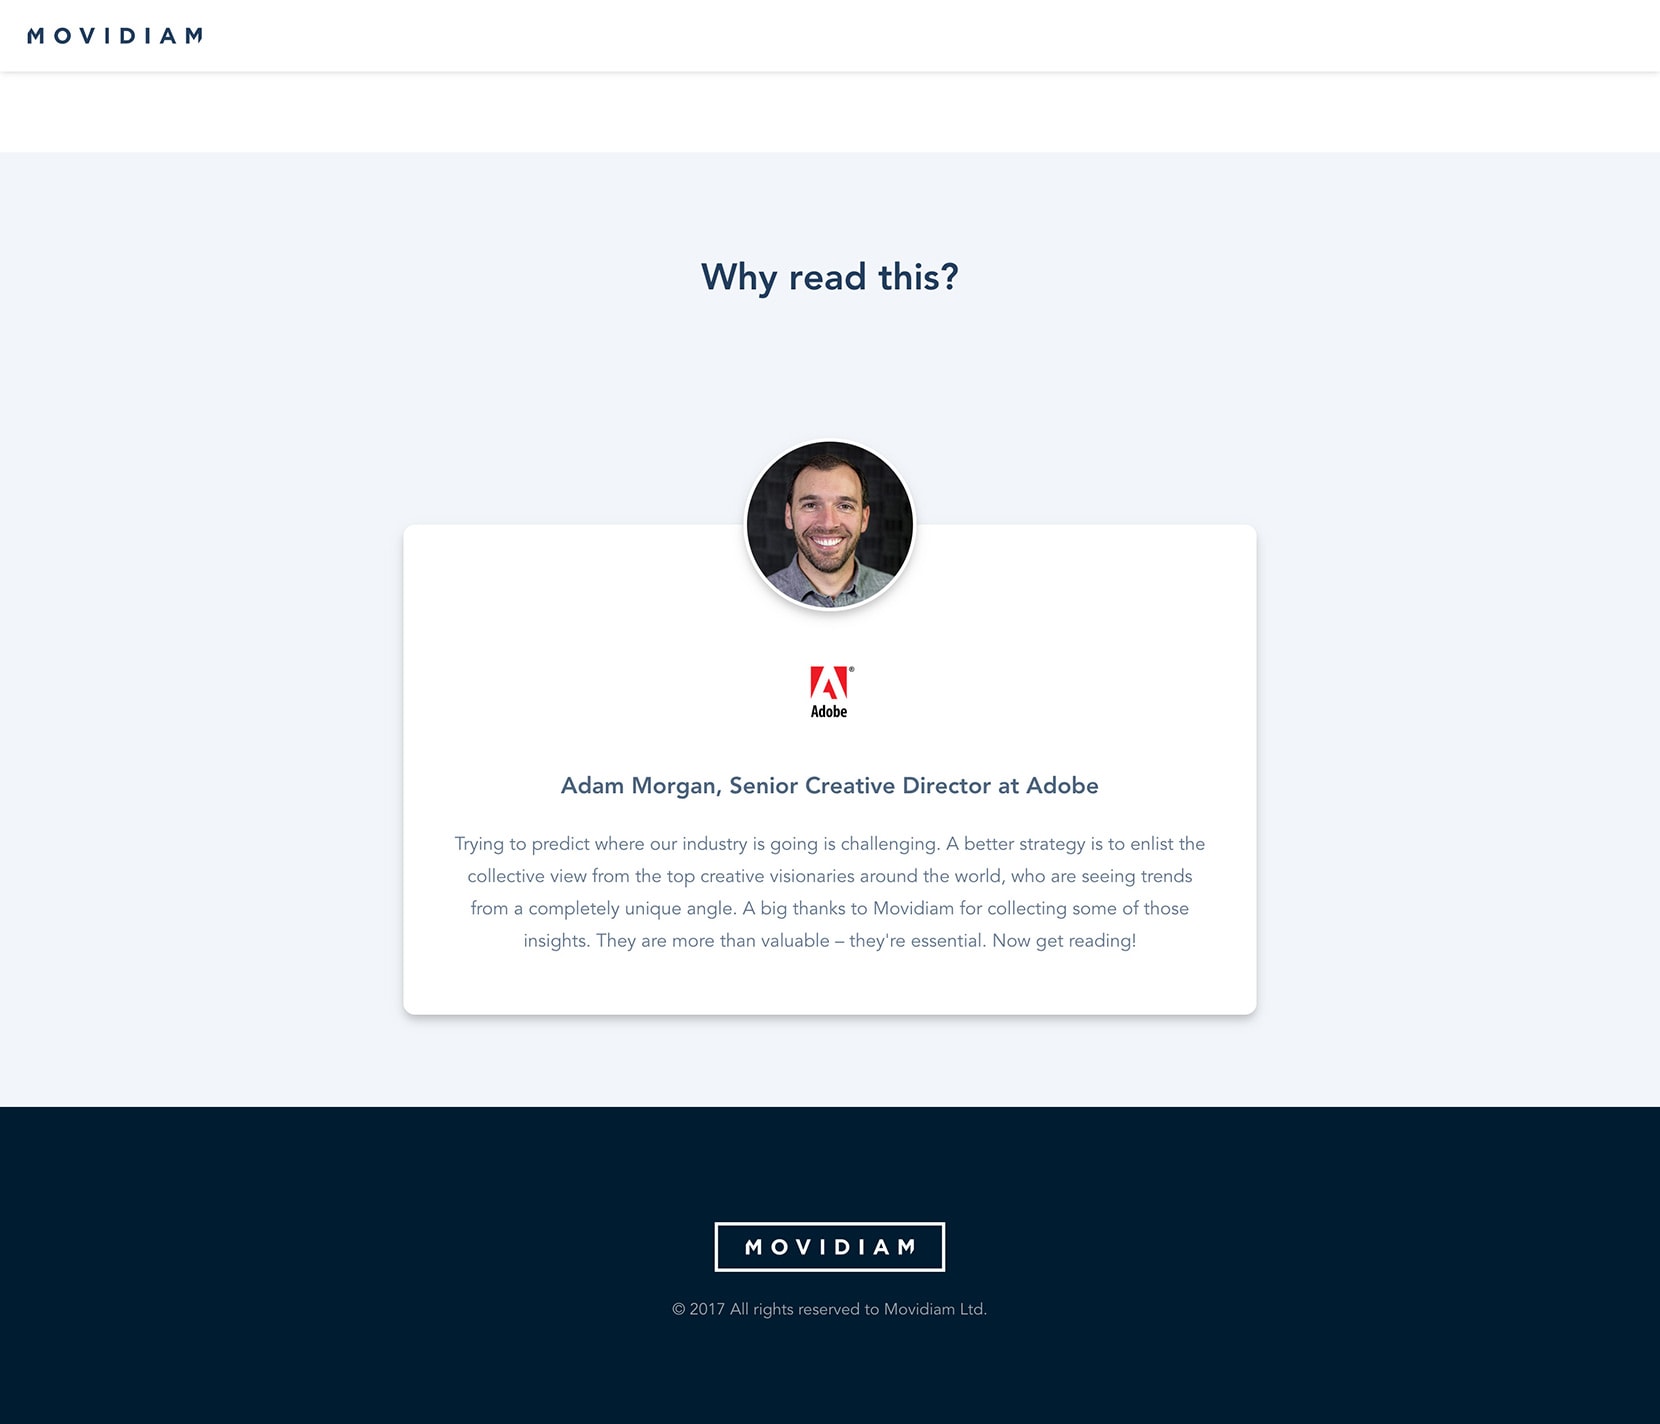 MOVIDIAM
Why read this?
Adobe®
Adam Morgan, Senior Creative Director at Adobe
Trying to predict where our industry is going is challenging. A better strategy is to enlist the
collective view from the top creative visionaries around the world, who are seeing trends
from a completely unique angle. A big thanks to Movidiam for collecting some of those
insights. They are more than valuable – they're essential. Now get reading!
MOVIDIAM
© 2017 All rights reserved to Movidiam Ltd.